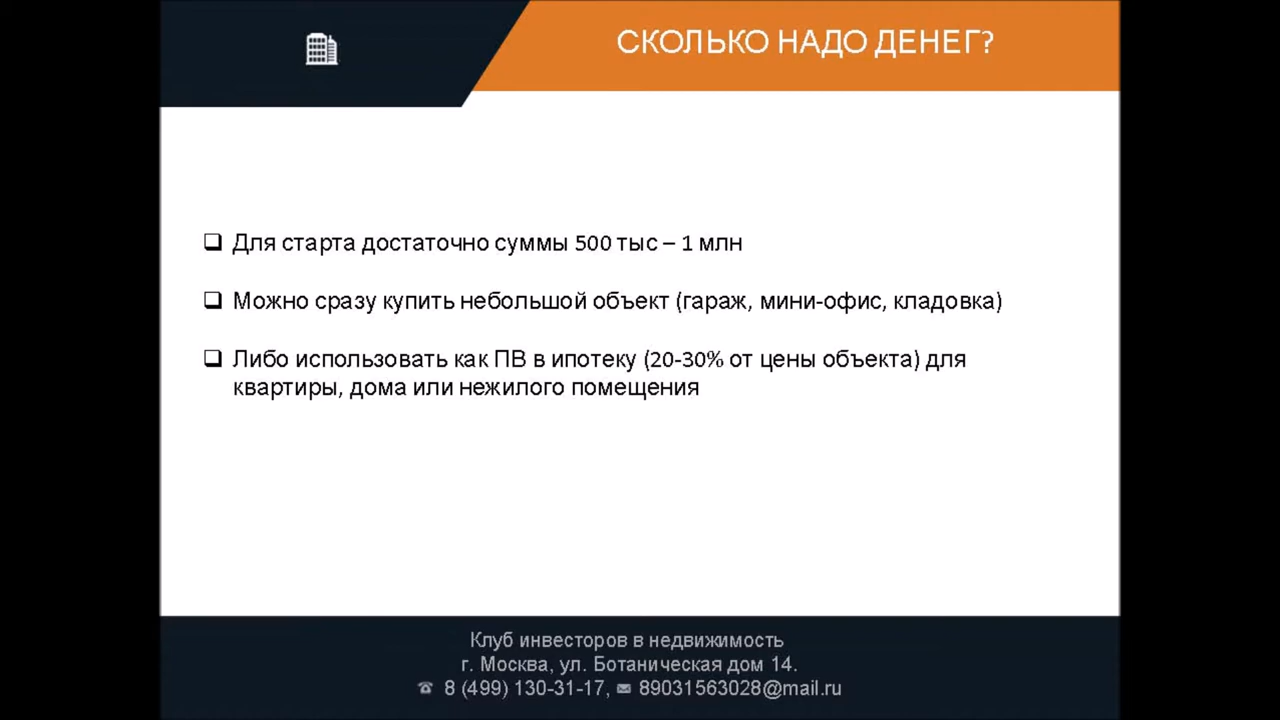 СКОЛЬКО НАДО ДЕНЕГ?
Для старта достаточно суммы 500 тыс – 1 млн
Можно сразу купить небольшой объект (гараж, мини-офис, кладовка)
Либо использовать как ПВ в ипотеку (20-30% от цены объекта) для
квартиры, дома или нежилого помещения
Клуб инвесторов в недвижимость
г. Москва, ул. Ботаническая дом 14.
8 (499) 130-31-17, 89031563028@mail.ru